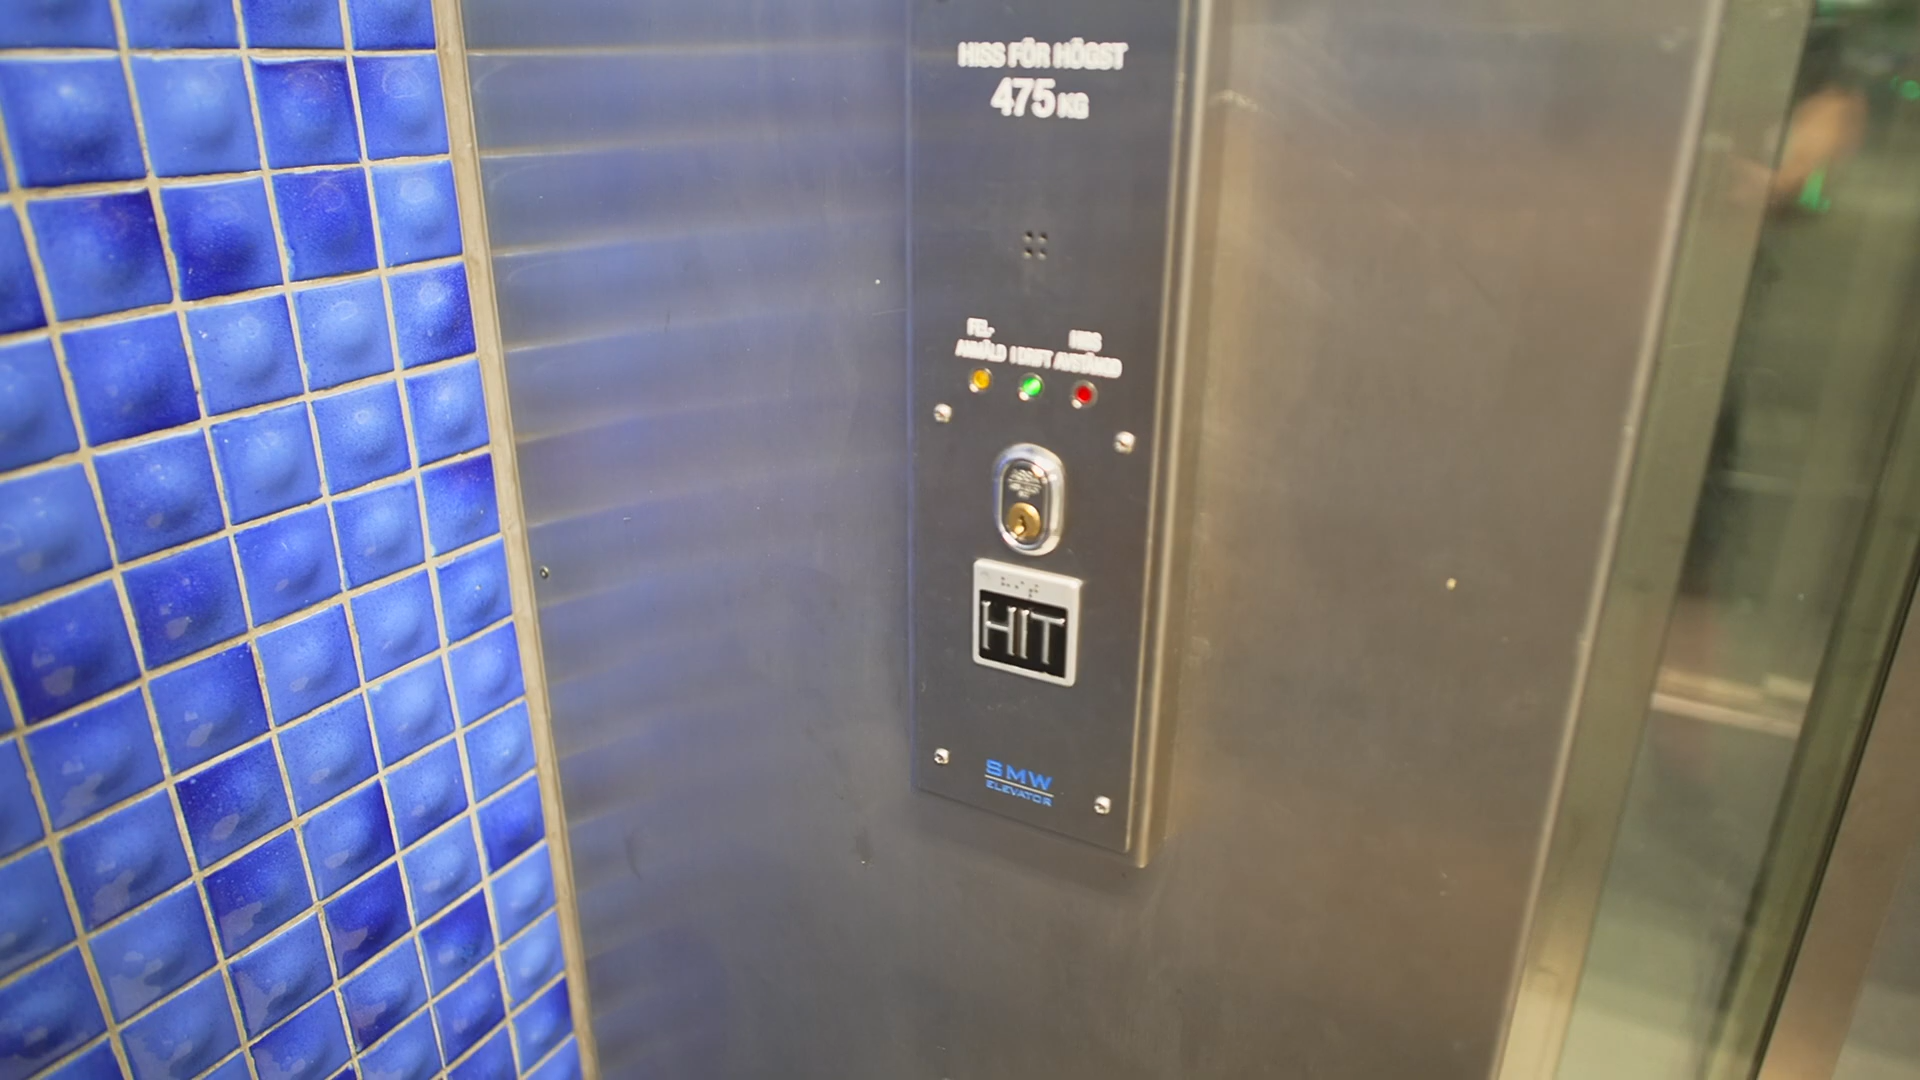 HISS FÖR HÖGST
475 KG
FEL- HISS
ANMÄLD I DRIFT AVSTÄNGD
HIT
SMW
ELEVATOR